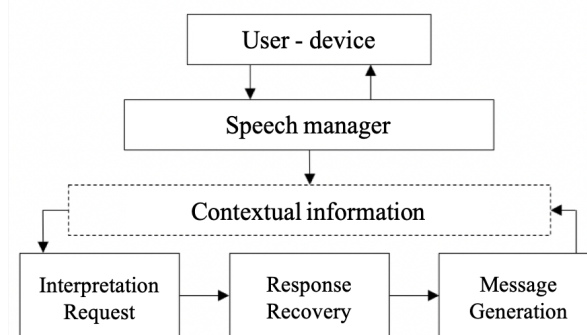 User - device
Speech manager
Contextual information
Interpretation
Request
Response
Recovery
Message
Generation